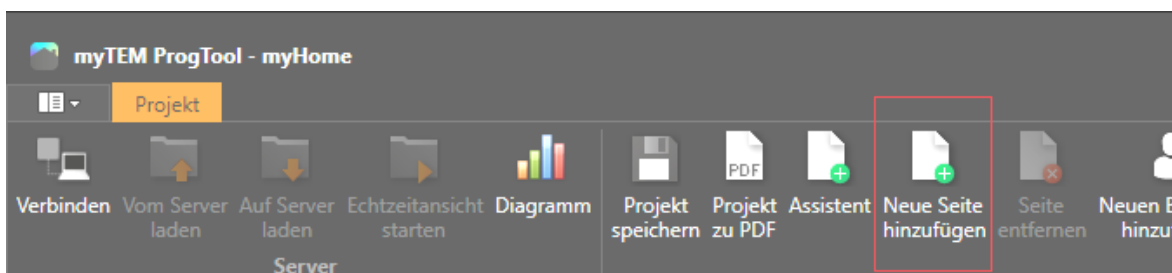 myTEM ProgTool - myHome
Projekt
PDF
Verbinden Vom Server Auf Server Echtzeitansicht Diagramm Projekt Projekt Assistent Neue Seite Seite Neuen
laden laden starten speichern zu PDF hinzufügen entfernen
Server